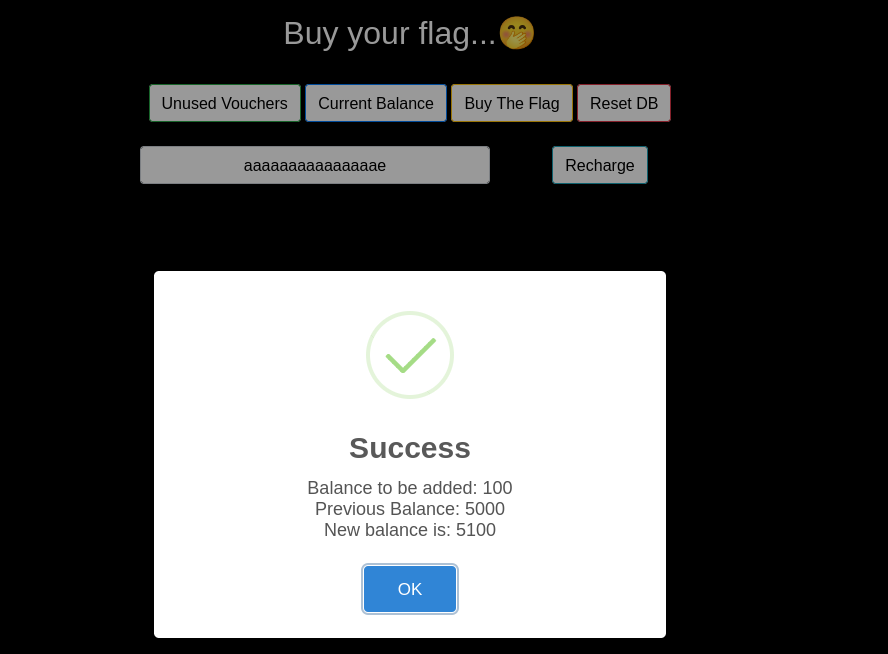 Buy your flag...🤭
Unused Vouchers
Current Balance
Buy The Flag
Reset DB
aaaaaaaaaaaaaaae
Recharge
Success
Balance to be added: 100
Previous Balance: 5000
New balance is: 5100
OK